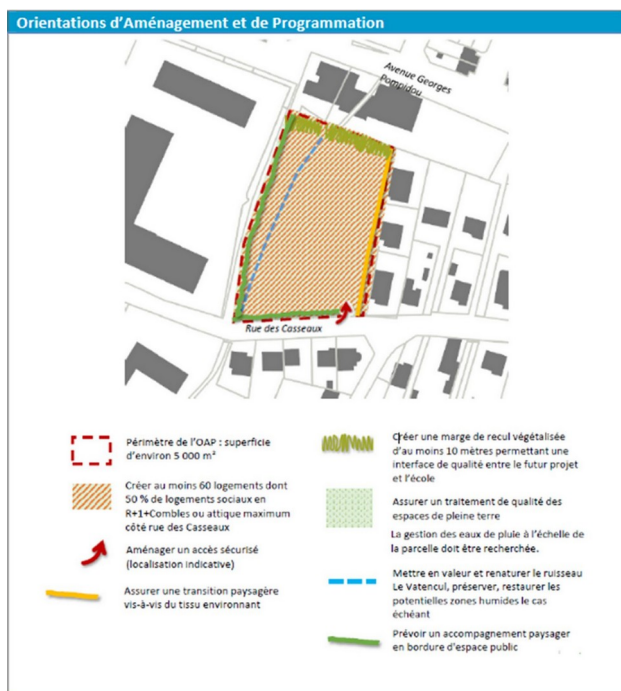 Orientations d'Aménagement et de Programmation
Avenue Georges
Pompidou
Rue des Casseaux
Périmètre de l'OAP : superficie
d'environ 5 000 m²
Créer au moins 60 logements dont
50 % de logements sociaux en
R+1+Combles ou attique maximum
côté rue des Casseaux
Aménager un accès sécurisé
(localisation indicative)
Assurer une transition paysagère
vis-à-vis du tissu environnant
Créer une marge de recul végétalisée
d'au moins 10 mètres permettant une
interface de qualité entre le futur projet
et l'école
Assurer un traitement de qualité des
espaces de pleine terre
La gestion des eaux de pluie à l'échelle de
la parcelle doit être recherchée.
Mettre en valeur et renaturer le ruisseau
Le Vatencul, préserver, restaurer les
potentielles zones humides le cas
échéant
Prévoir un accompagnement paysager
en bordure d'espace public